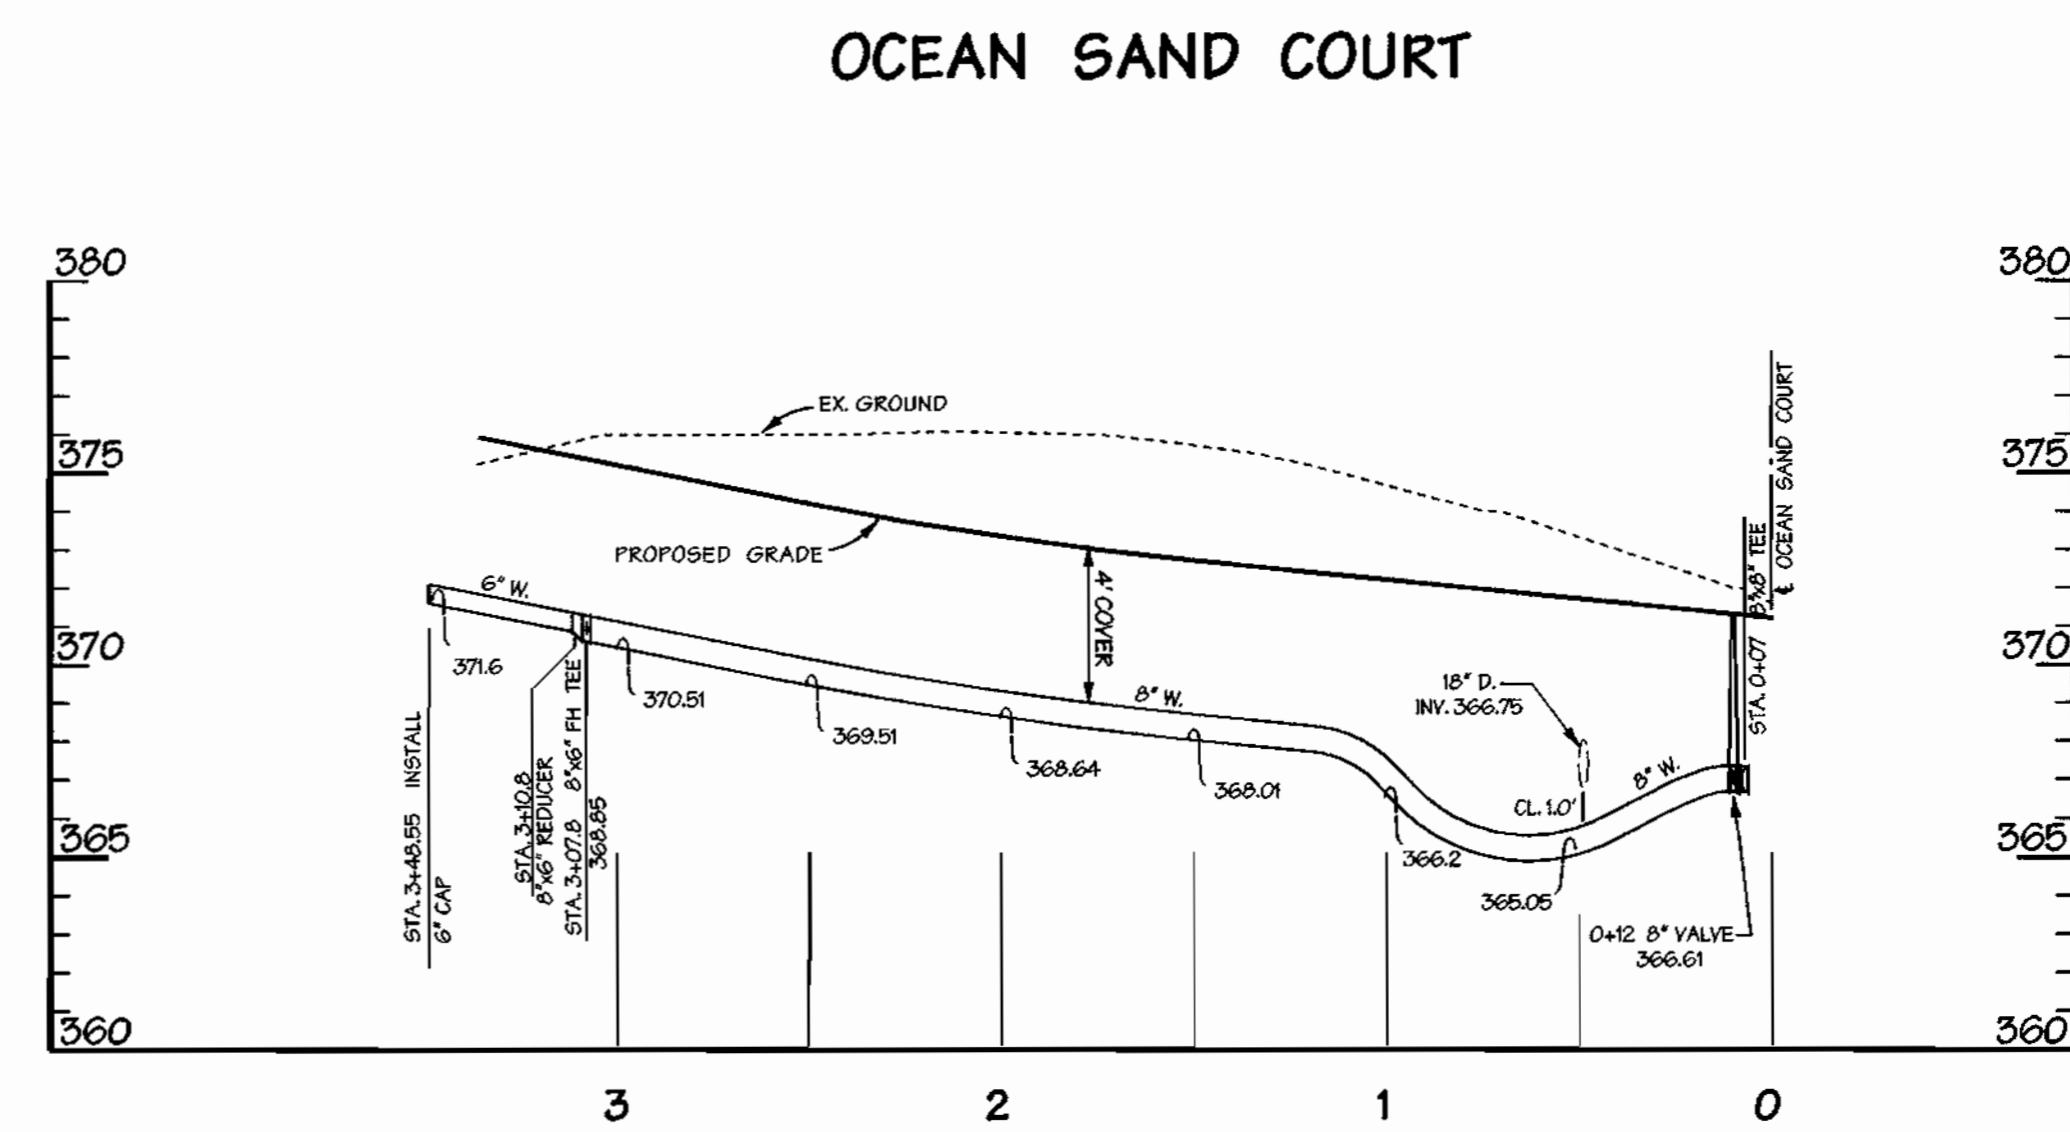 OCEAN SAND COURT
380
380
EX. GROUND
375
375
℄ OCEAN SAND COURT
PROPOSED GRADE
8"x8" TEE
STA. 0+07
6" W.
4' COVER
370
370
371.6
370.51
8" W.
18" D.
INV. 366.75
369.51
368.64
368.01
8" W.
CL. 1.0'
STA. 3+48.55 INSTALL
6" CAP
STA. 3+10.8
8"x6" REDUCER
STA. 3+07.8 8"x6" FH TEE
368.85
365
365
366.2
365.05
0+12 8" VALVE
366.61
360
360
3
2
1
0